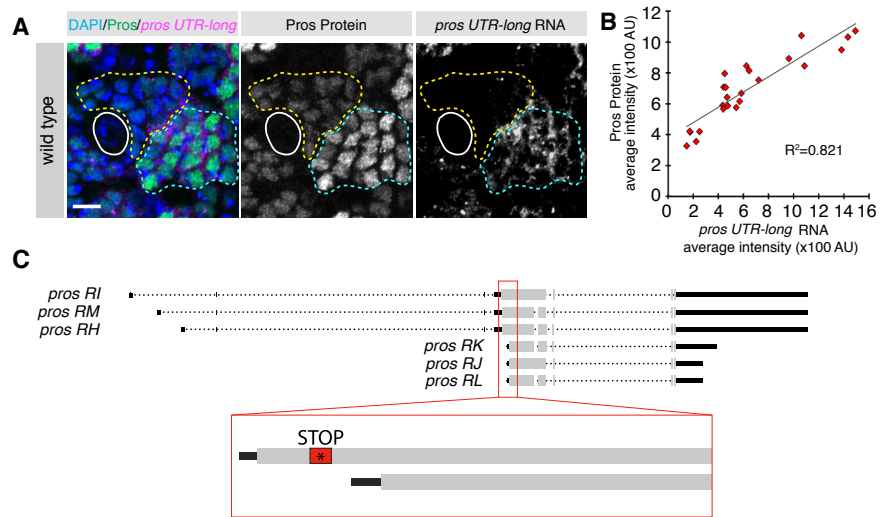 A
DAPI/Pros/pros UTR-long
Pros Protein
pros UTR-long RNA
wild type
B
Pros Protein
average intensity (x100 AU)
12
10
8
6
4
2
0
R²=0.821
0 2 4 6 8 10 12 14 16
pros UTR-long RNA
average intensity (x100 AU)
C
pros RI
pros RM
pros RH
pros RK
pros RJ
pros RL
STOP
*